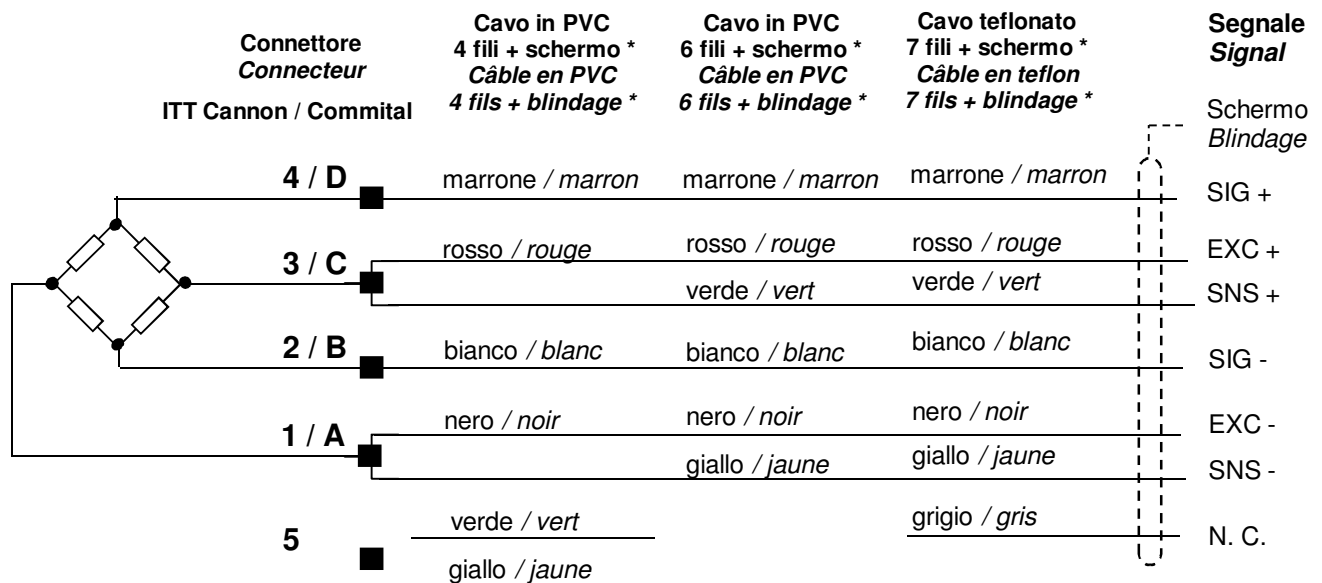 Connettore
Connecteur
ITT Cannon / Commital
Cavo in PVC
4 fili + schermo *
Câble en PVC
4 fils + blindage *
Cavo in PVC
6 fili + schermo *
Câble en PVC
6 fils + blindage *
Cavo teflonato
7 fili + schermo *
Câble en teflon
7 fils + blindage *
Segnale
Signal
Schermo
Blindage
4 / D marrone / marron marrone / marron marrone / marron SIG +
rosso / rouge rosso / rouge rosso / rouge EXC +
3 / C
verde / vert verde / vert SNS +
2 / B bianco / blanc bianco / blanc bianco / blanc SIG -
nero / noir nero / noir nero / noir EXC -
1 / A
giallo / jaune giallo / jaune SNS -
verde / vert grigio / gris N. C.
5
giallo / jaune